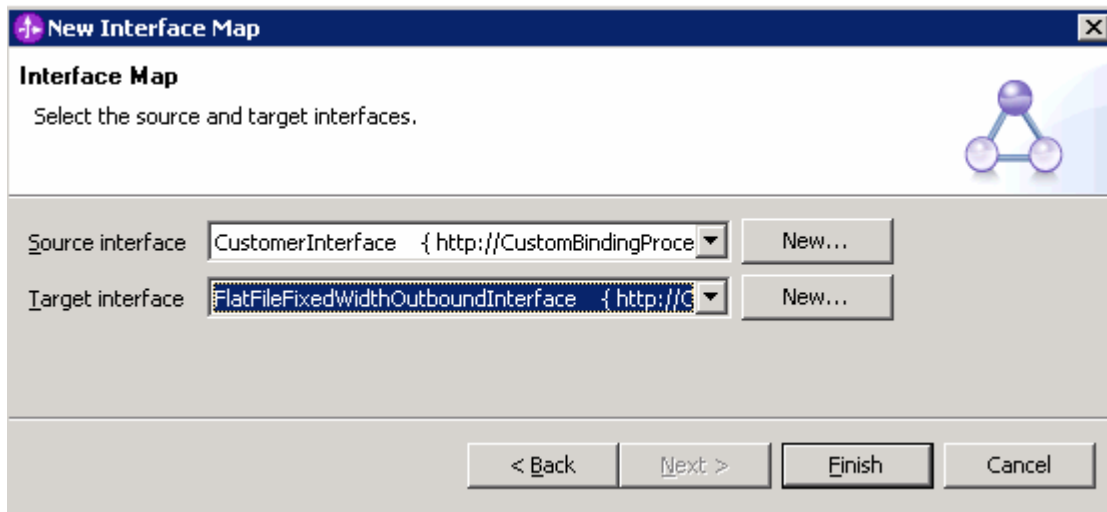 New Interface Map
Interface Map
Select the source and target interfaces.
Source interface CustomerInterface { http://CustomBindingProce New...
Target interface FlatFileFixedWidthOutboundInterface { http://C New...
< Back Next > Finish Cancel